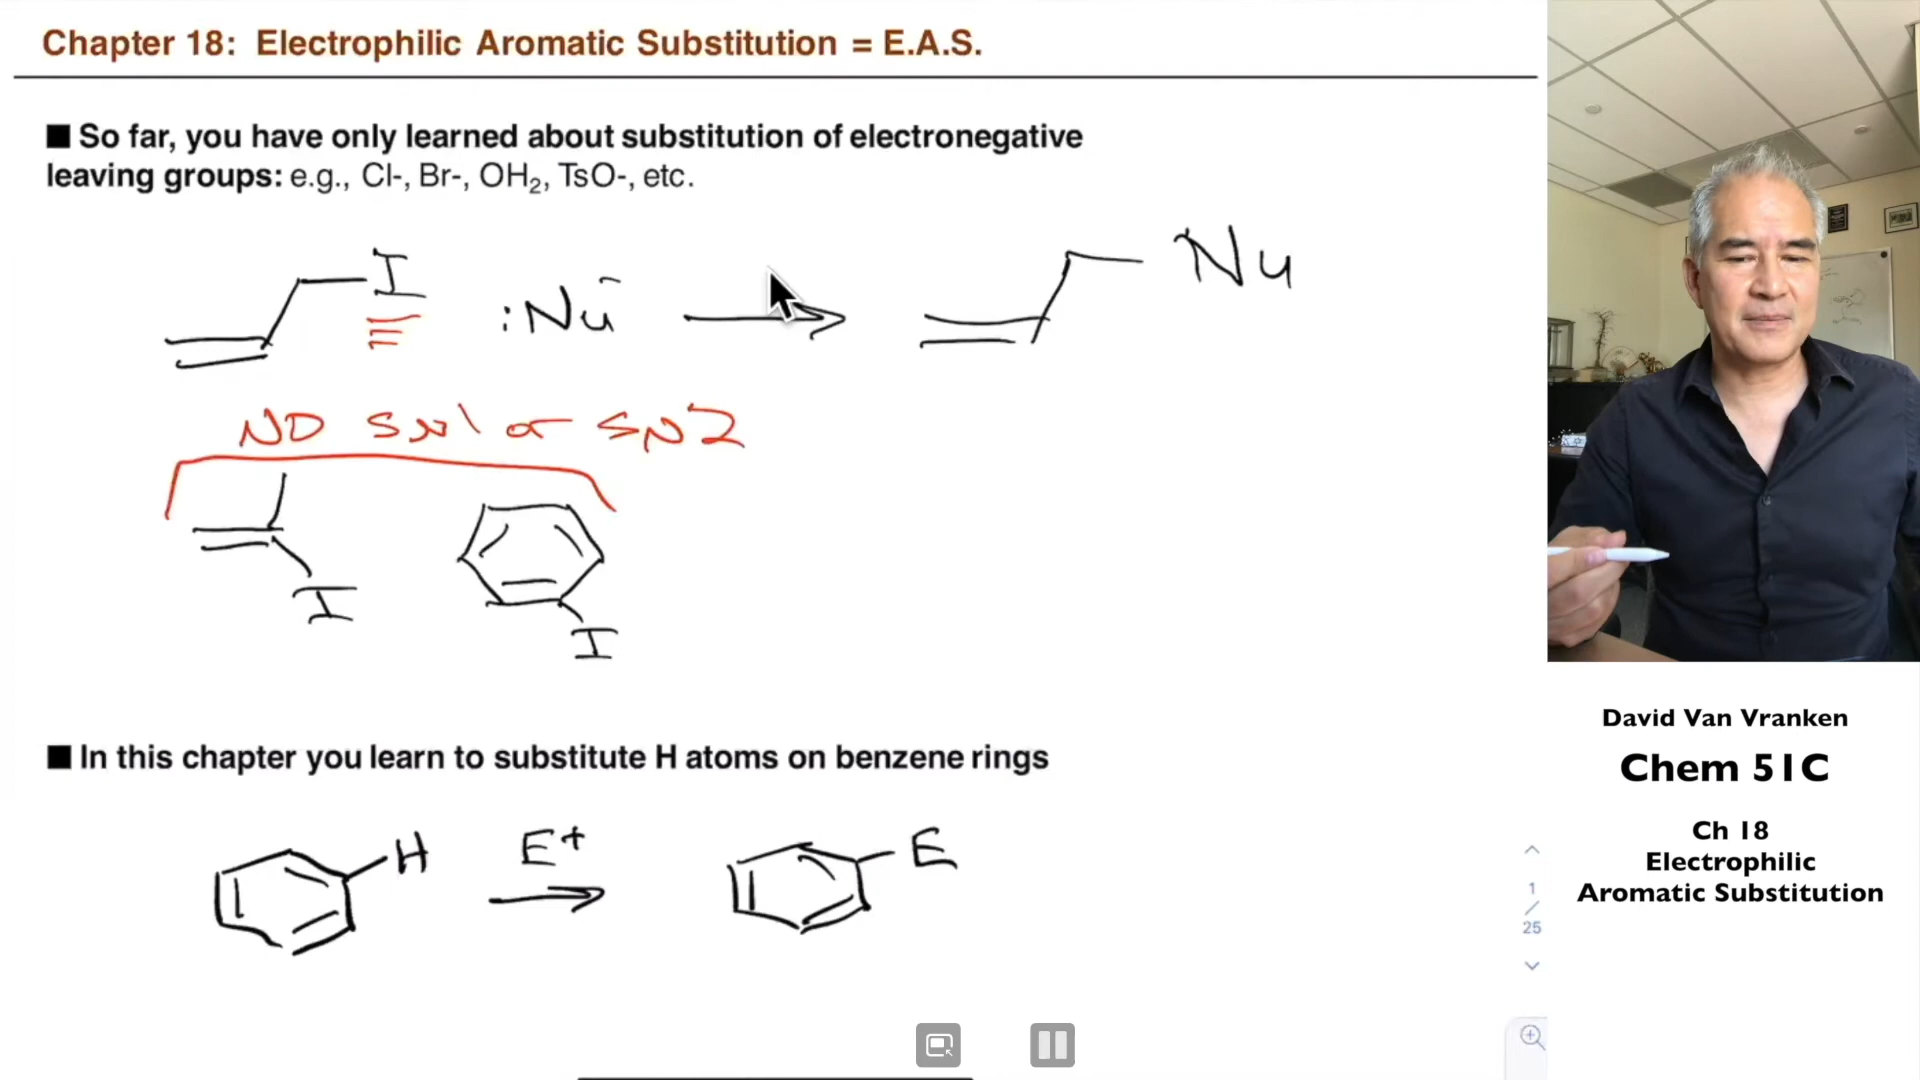 Chapter 18: Electrophilic Aromatic Substitution = E.A.S.
■ So far, you have only learned about substitution of electronegative
leaving groups: e.g., Cl-, Br-, OH₂, TsO-, etc.
I :Nu⁻ Nu
NO SN1 or SN2
I
I
■ In this chapter you learn to substitute H atoms on benzene rings
H E+ E
David Van Vranken
Chem 51C
Ch 18
Electrophilic
Aromatic Substitution
1
/
25